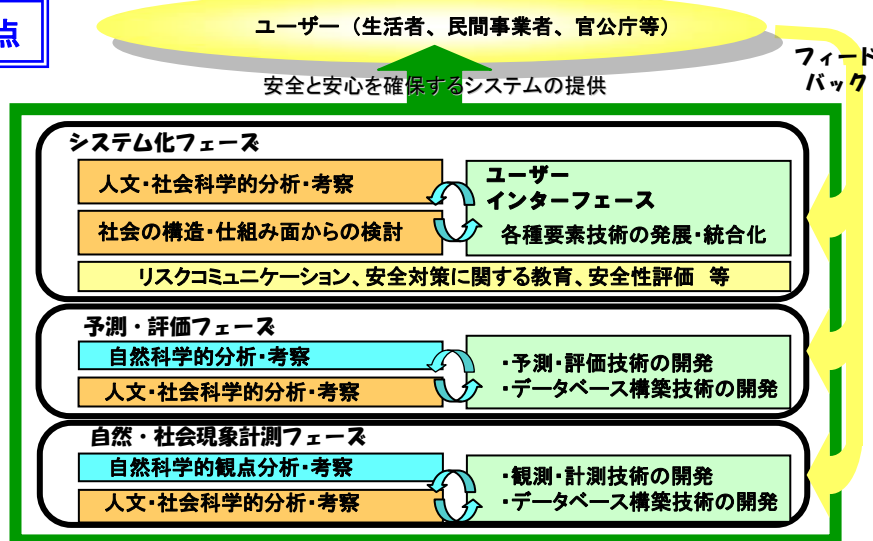 点
ユーザー（生活者、民間事業者、官公庁等）
フィード
バック
安全と安心を確保するシステムの提供
システム化フェーズ
人文・社会科学的分析・考察
社会の構造・仕組み面からの検討
ユーザー
インターフェース
各種要素技術の発展・統合化
リスクコミュニケーション、安全対策に関する教育、安全性評価　等
予測・評価フェーズ
自然科学的分析・考察
人文・社会科学的分析・考察
・予測・評価技術の開発
・データベース構築技術の開発
自然・社会現象計測フェーズ
自然科学的観点分析・考察
人文・社会科学的分析・考察
・観測・計測技術の開発
・データベース構築技術の開発